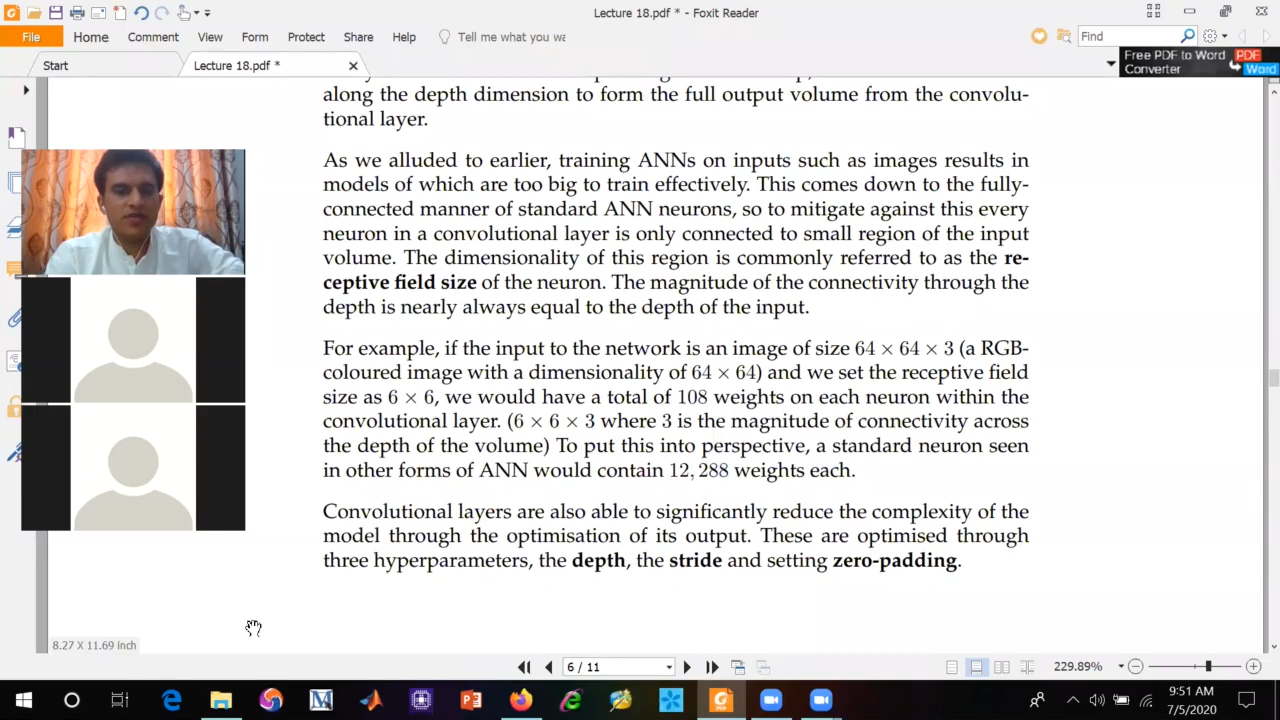 Lecture 18.pdf * - Foxit Reader
File Home Comment View Form Protect Share Help Tell me what you wa
Find
Start
Lecture 18.pdf *
Free PDF to Word
Converter
PDF
Word
along the depth dimension to form the full output volume from the convolu-
tional layer.
As we alluded to earlier, training ANNs on inputs such as images results in
models of which are too big to train effectively. This comes down to the fully-
connected manner of standard ANN neurons, so to mitigate against this every
neuron in a convolutional layer is only connected to small region of the input
volume. The dimensionality of this region is commonly referred to as the re-
ceptive field size of the neuron. The magnitude of the connectivity through the
depth is nearly always equal to the depth of the input.
For example, if the input to the network is an image of size 64 × 64 × 3 (a RGB-
coloured image with a dimensionality of 64 × 64) and we set the receptive field
size as 6 × 6, we would have a total of 108 weights on each neuron within the
convolutional layer. (6 × 6 × 3 where 3 is the magnitude of connectivity across
the depth of the volume) To put this into perspective, a standard neuron seen
in other forms of ANN would contain 12, 288 weights each.
Convolutional layers are also able to significantly reduce the complexity of the
model through the optimisation of its output. These are optimised through
three hyperparameters, the depth, the stride and setting zero-padding.
8.27 X 11.69 inch
6 / 11
229.89%
9:51 AM
7/5/2020